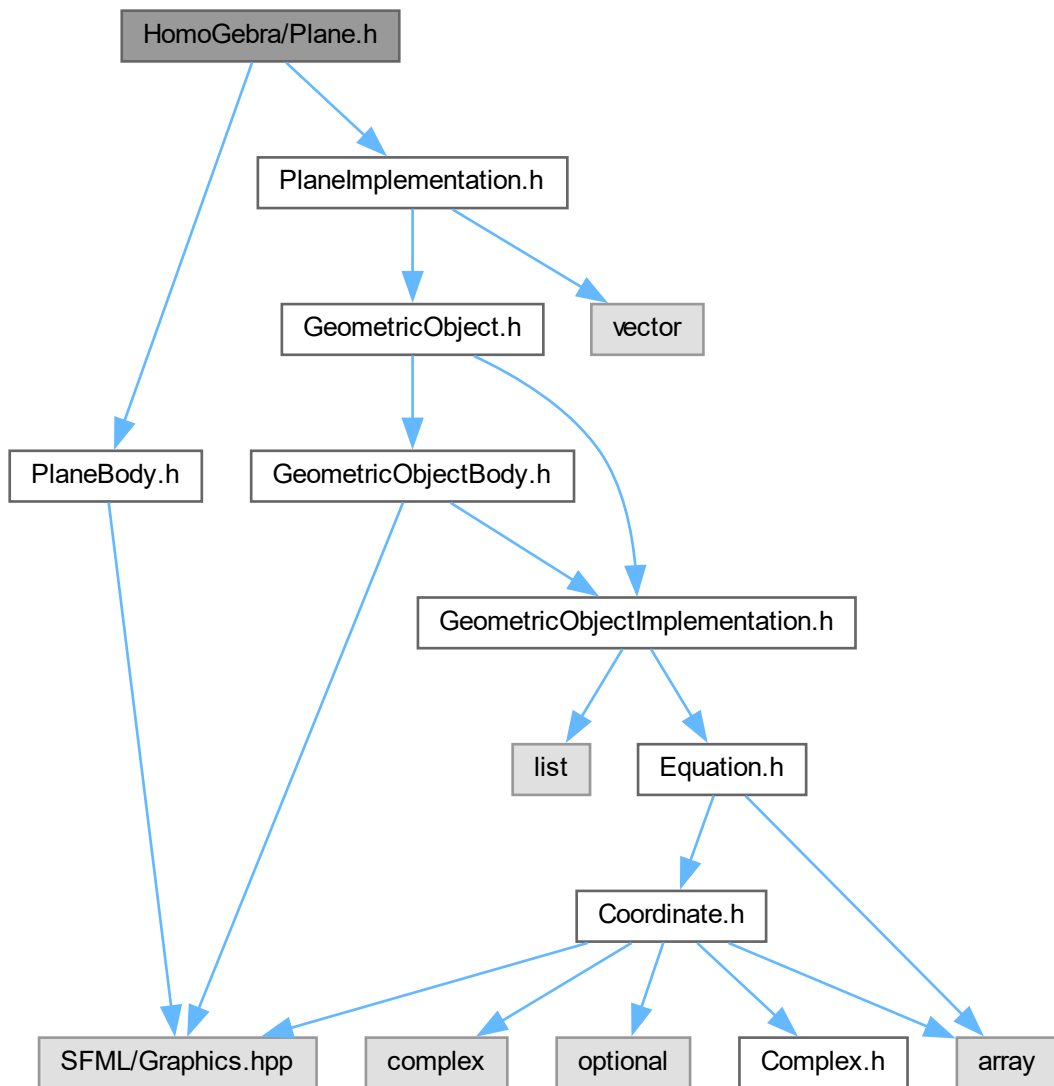 HomoGebra/Plane.h
PlaneImplementation.h
GeometricObject.h
vector
PlaneBody.h
GeometricObjectBody.h
GeometricObjectImplementation.h
list
Equation.h
Coordinate.h
SFML/Graphics.hpp
complex
optional
Complex.h
array